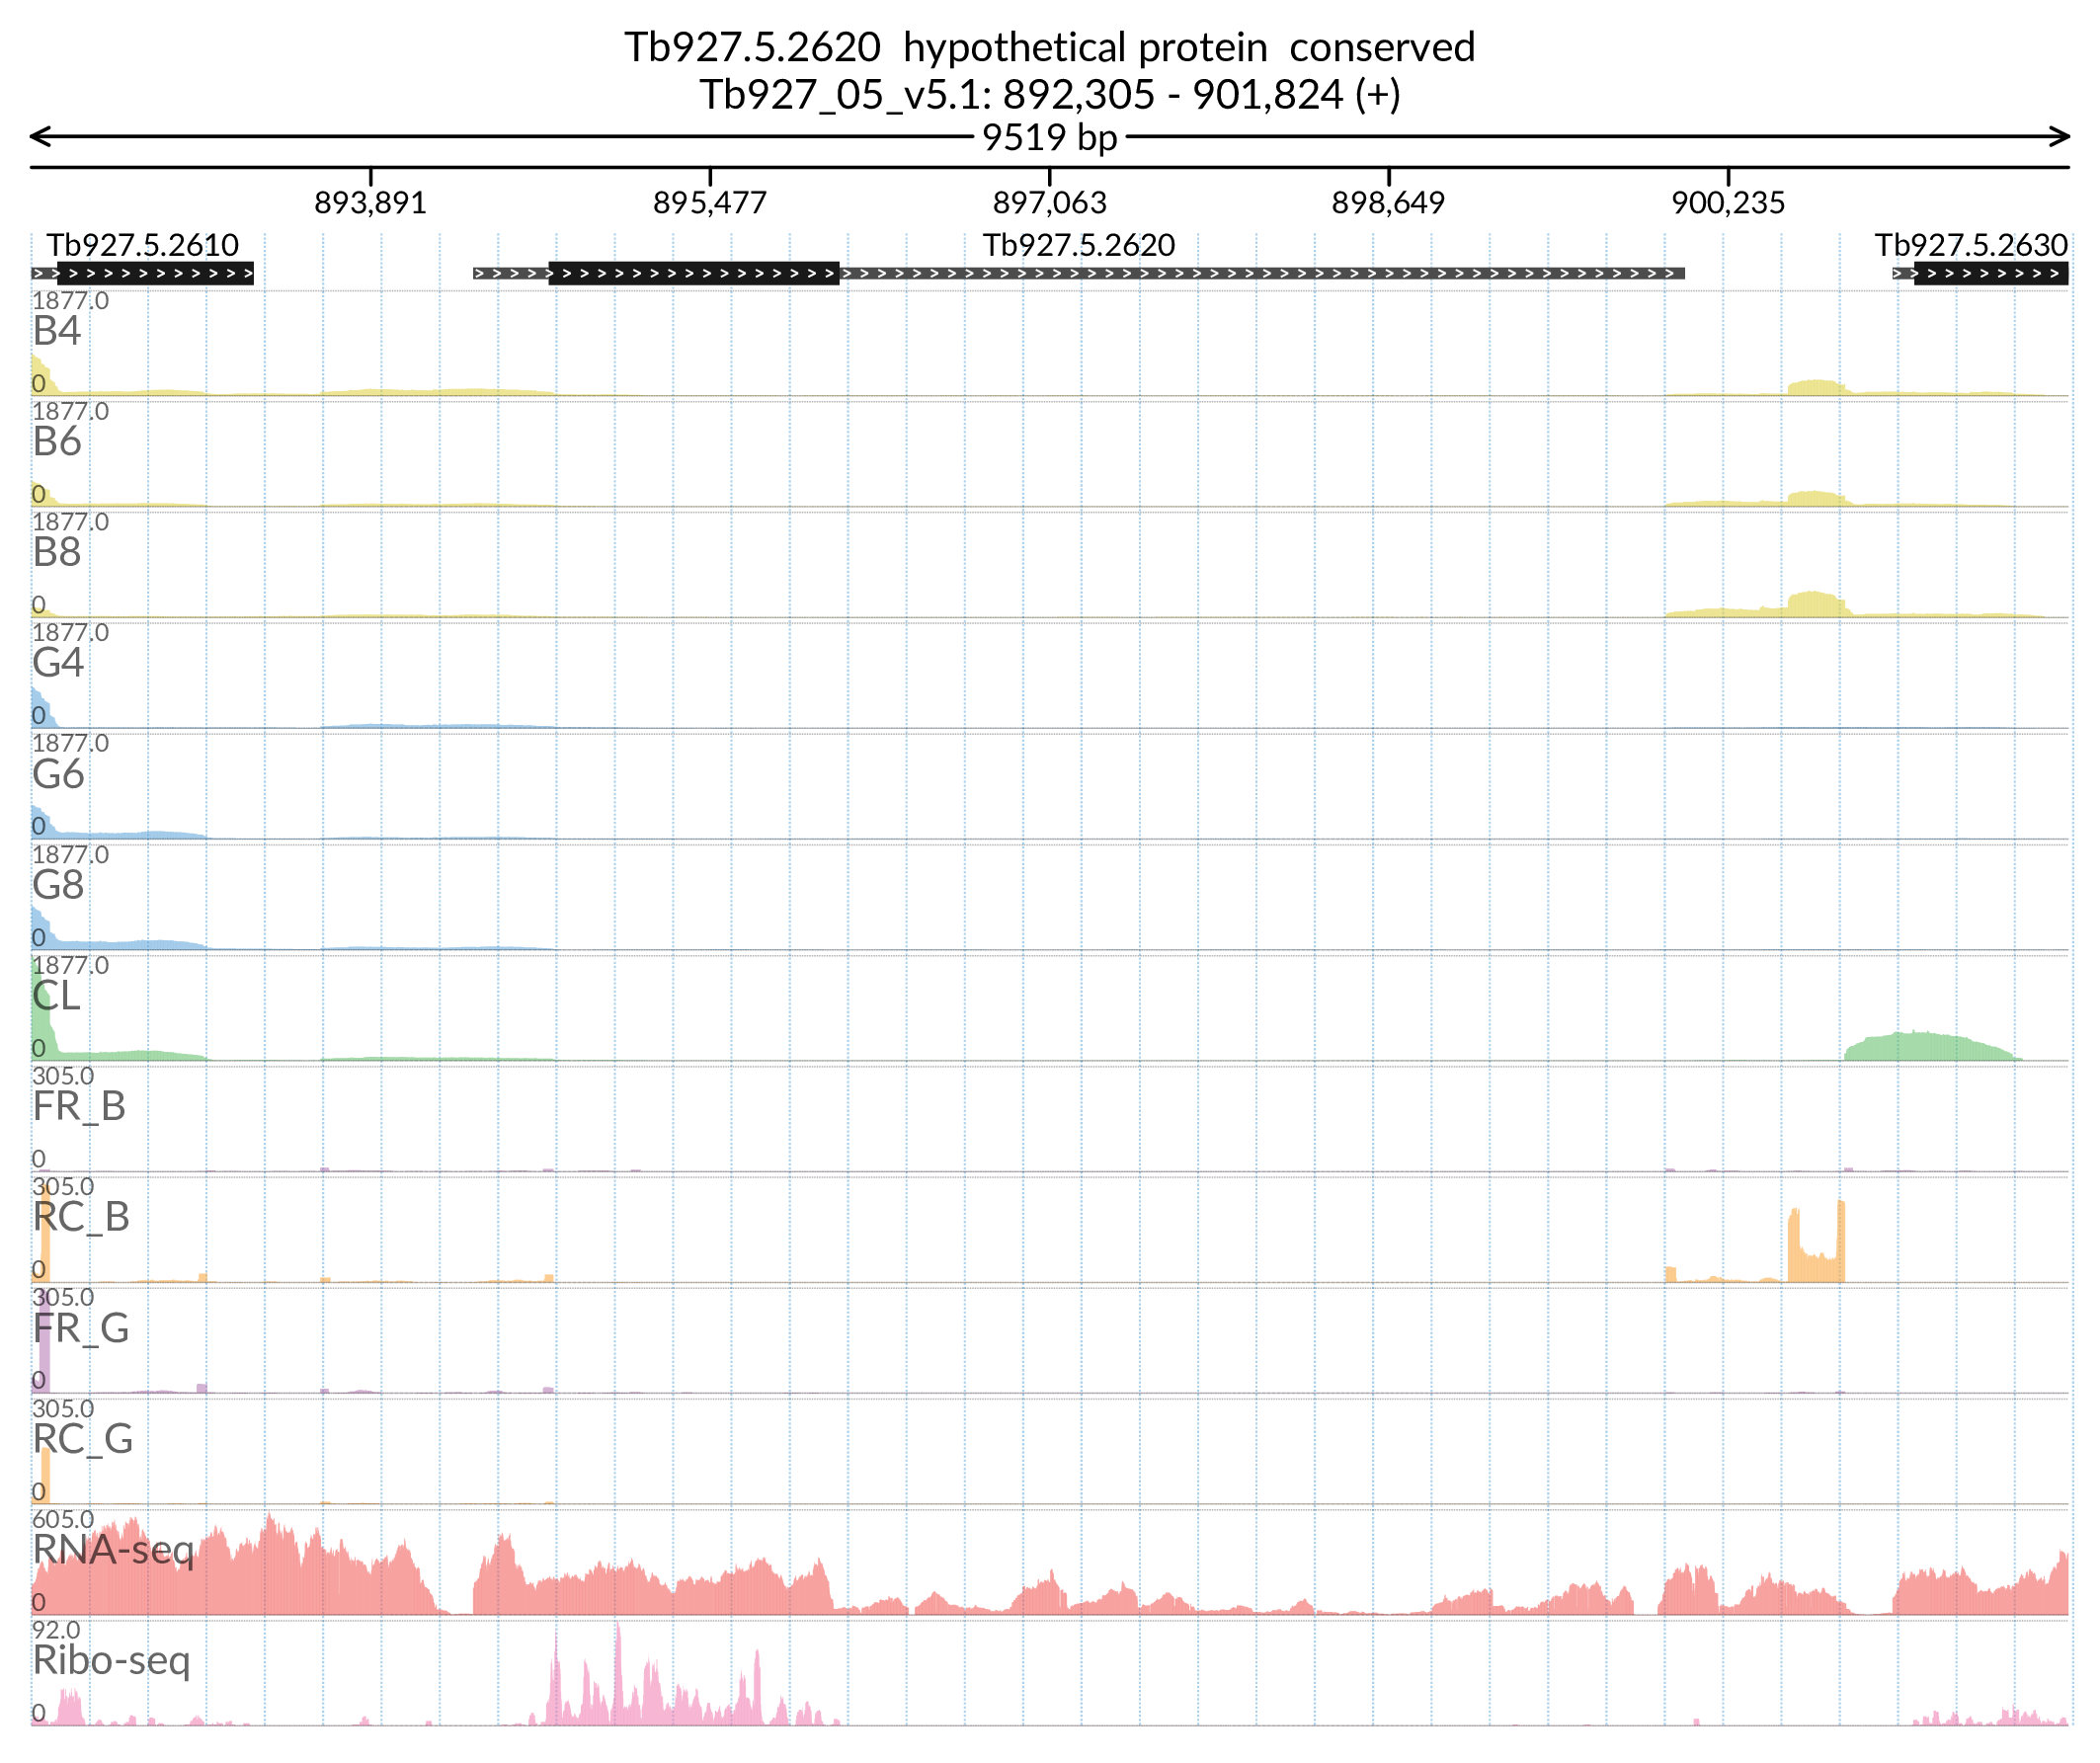 Tb927.5.2620  hypothetical protein  conserved
Tb927_05_v5.1: 892,305 - 901,824 (+)
9519 bp
893,891 895,477 897,063 898,649 900,235
Tb927.5.2610 Tb927.5.2620 Tb927.5.2630
1877.0
B4
0
1877.0
B6
0
1877.0
B8
0
1877.0
G4
0
1877.0
G6
0
1877.0
G8
0
1877.0
CL
0
305.0
FR_B
0
305.0
RC_B
0
305.0
FR_G
0
305.0
RC_G
0
605.0
RNA-seq
0
92.0
Ribo-seq
0